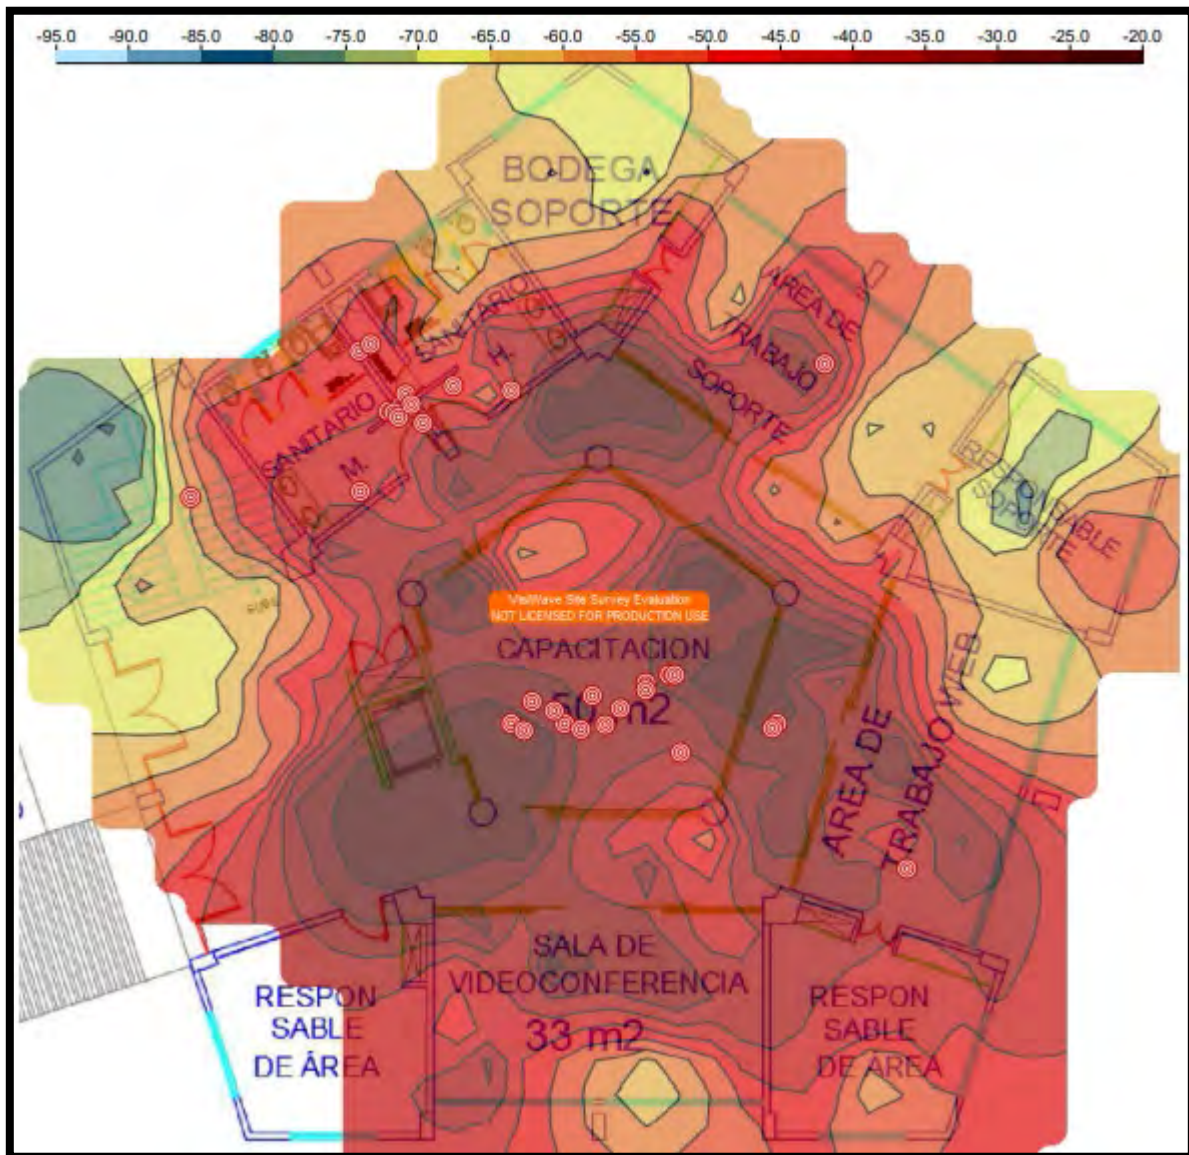 -95.0 -90.0 -85.0 -80.0 -75.0 -70.0 -65.0 -60.0 -55.0 -50.0 -45.0 -40.0 -35.0 -30.0 -25.0 -20.0
BODEGA
SOPORTE
AREA DE
TRABAJO
SOPORTE
SANITARIO
H.
SANITARIO
M.
RESPONSABLE
SOPORTE
SUBE
VisiWave Site Survey Evaluation
NOT LICENSED FOR PRODUCTION USE
CAPACITACION
50 m2
AREA DE
TRABAJO WEB
SALA DE
VIDEOCONFERENCIA
33 m2
RESPON
SABLE
DE ÁREA
RESPON
SABLE
DE ÁREA